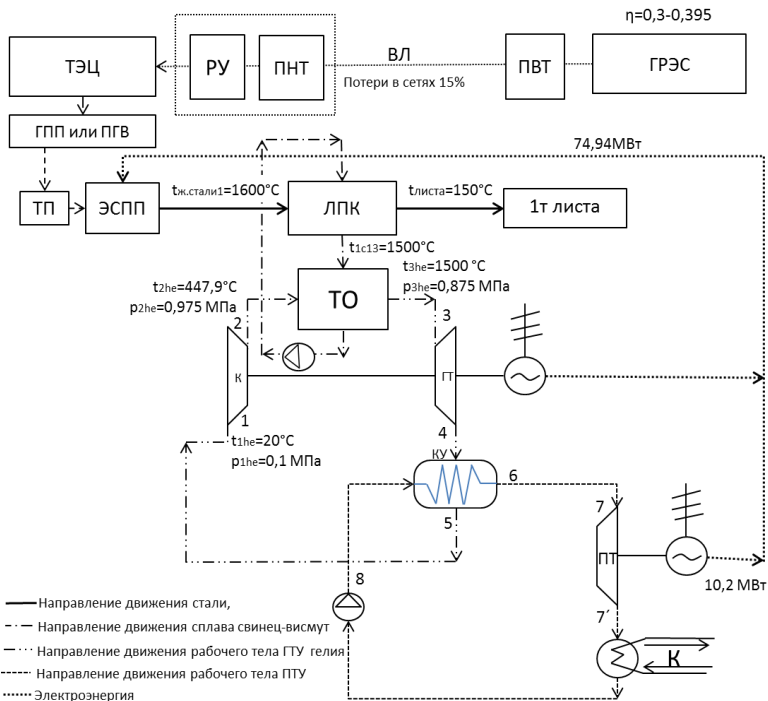 η=0,3-0,395
ТЭЦ
РУ
ПНТ
ВЛ
Потери в сетях 15%
ПВТ
ГРЭС
ГПП или ПГВ
74,94МВт
ТП
ЭСПП
tж.стали1=1600°C
ЛПК
tлиста=150°C
1т листа
t1с13=1500°C
t2he=447,9°C
p2he=0,975 МПа
ТО
t3he=1500 °C
p3he=0,875 МПа
2
3
К
ГТ
1
t1he=20°C
p1he=0,1 МПа
4
КУ
6
5
7
ПТ
8
10,2 МВт
7′
К
Направление движения стали,
Направление движения сплава свинец-висмут
Направление движения рабочего тела ГТУ гелия
Направление движения рабочего тела ПТУ
Электроэнергия